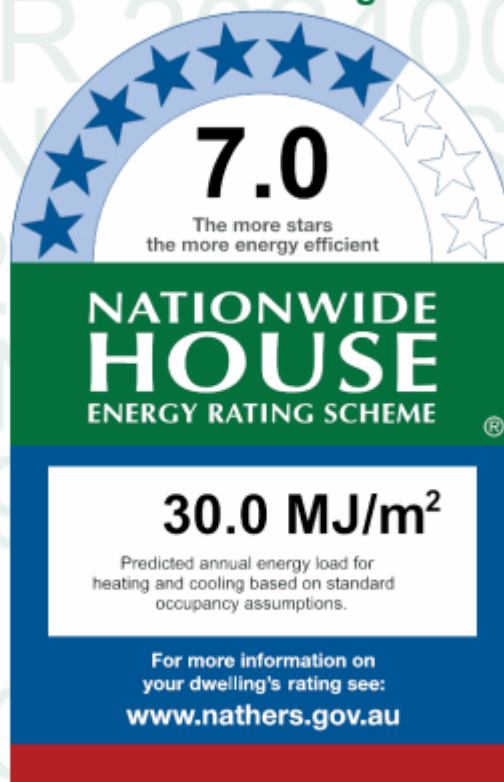 7.0
The more stars
the more energy efficient
NATIONWIDE
HOUSE
ENERGY RATING SCHEME
®
30.0 MJ/m²
Predicted annual energy load for
heating and cooling based on standard
occupancy assumptions.
For more information on
your dwelling's rating see:
www.nathers.gov.au